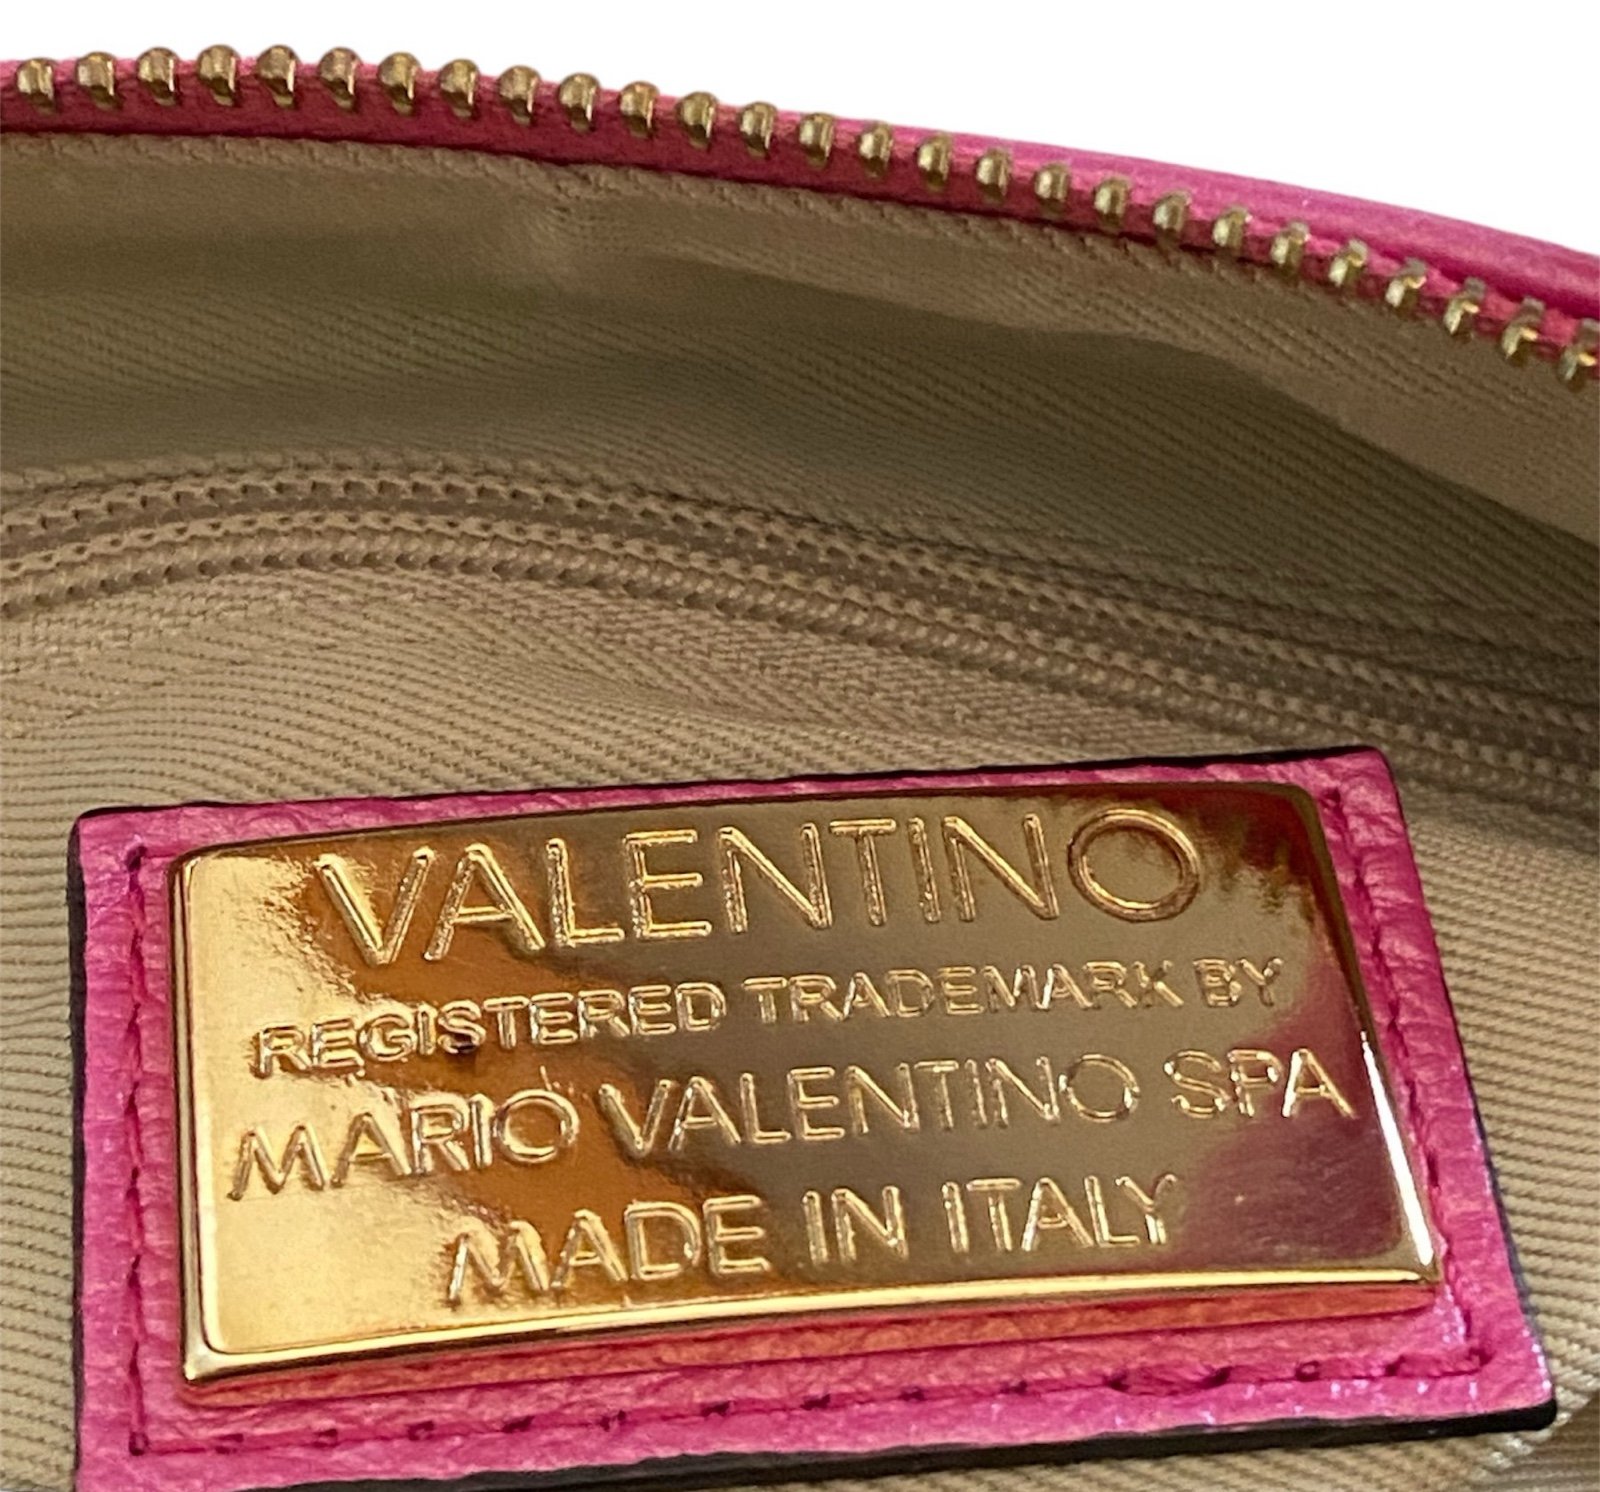 VALENTINO
REGISTERED TRADEMARK BY
MARIO VALENTINO SPA
MADE IN ITALY